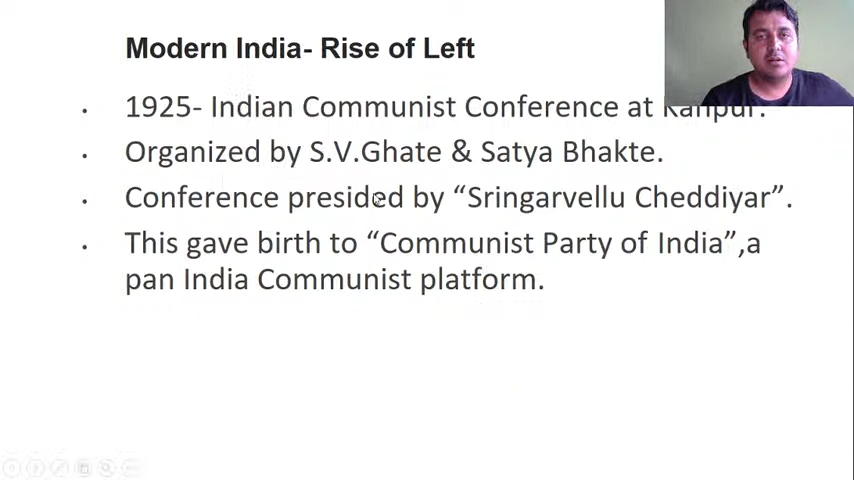 Modern India- Rise of Left
1925- Indian Communist Conference at Kanpur.
Organized by S.V.Ghate & Satya Bhakte.
Conference presided by “Sringarvellu Cheddiyar”.
This gave birth to “Communist Party of India”,a
pan India Communist platform.